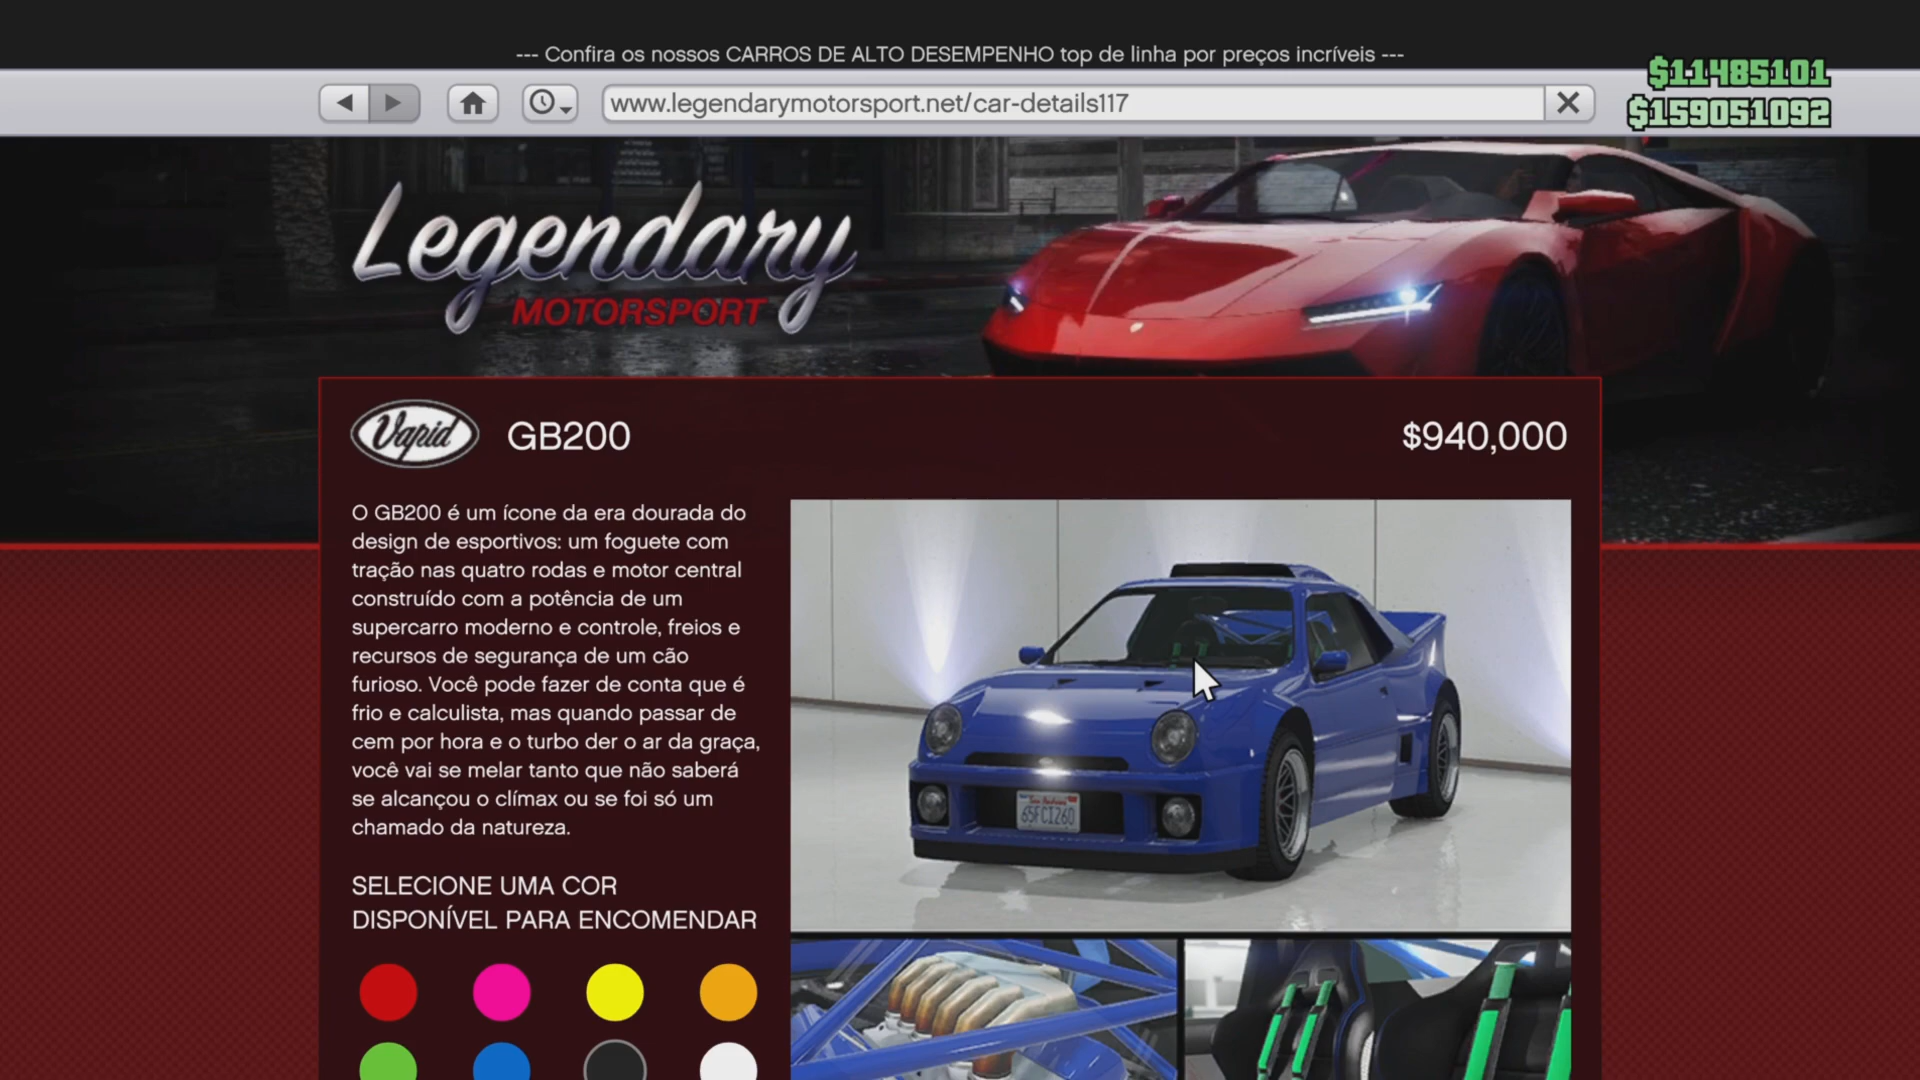 --- Confira os nossos CARROS DE ALTO DESEMPENHO top de linha por preços incríveis ---
$11485101
www.legendarymotorsport.net/car-details117
$159051092
Legendary
MOTORSPORT
Vapid
GB200
$940,000
O GB200 é um ícone da era dourada do
design de esportivos: um foguete com
tração nas quatro rodas e motor central
construído com a potência de um
supercarro moderno e controle, freios e
recursos de segurança de um cão
furioso. Você pode fazer de conta que é
frio e calculista, mas quando passar de
cem por hora e o turbo der o ar da graça,
você vai se melar tanto que não saberá
se alcançou o clímax ou se foi só um
chamado da natureza.
65FCI260
SELECIONE UMA COR
DISPONÍVEL PARA ENCOMENDAR